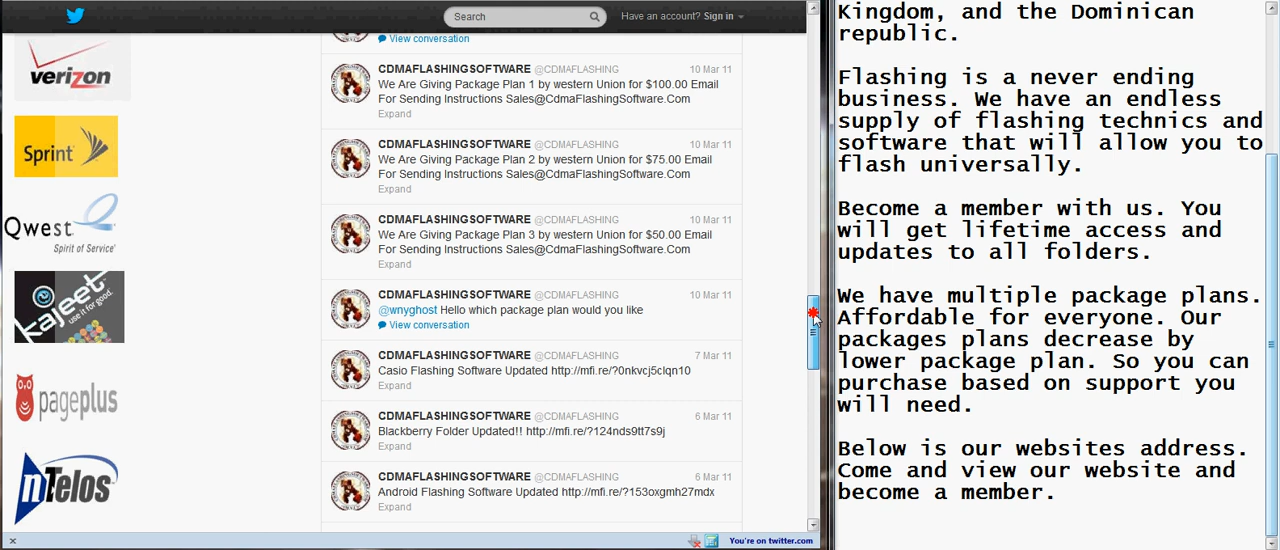 Search
Have an account? Sign in
verizon
Sprint
Qwest
Spirit of Service
kajeet
use it for good.
pageplus
nTelos
View conversation
CDMAFLASHINGSOFTWARE @CDMAFLASHING 10 Mar 11
We Are Giving Package Plan 1 by western Union for $100.00 Email
For Sending Instructions Sales@CdmaFlashingSoftware.Com
Expand
CDMAFLASHINGSOFTWARE @CDMAFLASHING 10 Mar 11
We Are Giving Package Plan 2 by western Union for $75.00 Email
For Sending Instructions Sales@CdmaFlashingSoftware.Com
Expand
CDMAFLASHINGSOFTWARE @CDMAFLASHING 10 Mar 11
We Are Giving Package Plan 3 by western Union for $50.00 Email
For Sending Instructions Sales@CdmaFlashingSoftware.Com
Expand
CDMAFLASHINGSOFTWARE @CDMAFLASHING 10 Mar 11
@wnyghost Hello which package plan would you like
View conversation
CDMAFLASHINGSOFTWARE @CDMAFLASHING 7 Mar 11
Casio Flashing Software Updated http://mfi.re/?0nkvcj5clqn10
Expand
CDMAFLASHINGSOFTWARE @CDMAFLASHING 6 Mar 11
Blackberry Folder Updated!! http://mfi.re/?124nds9tt7s9j
Expand
CDMAFLASHINGSOFTWARE @CDMAFLASHING 6 Mar 11
Android Flashing Software Updated http://mfi.re/?153oxgmh27mdx
Expand
You're on twitter.com
Kingdom, and the Dominican
republic.
Flashing is a never ending
business. We have an endless
supply of flashing technics and
software that will allow you to
flash universally.
Become a member with us. You
will get lifetime access and
updates to all folders.
We have multiple package plans.
Affordable for everyone. Our
packages plans decrease by
lower package plan. So you can
purchase based on support you
will need.
Below is our websites address.
Come and view our website and
become a member.